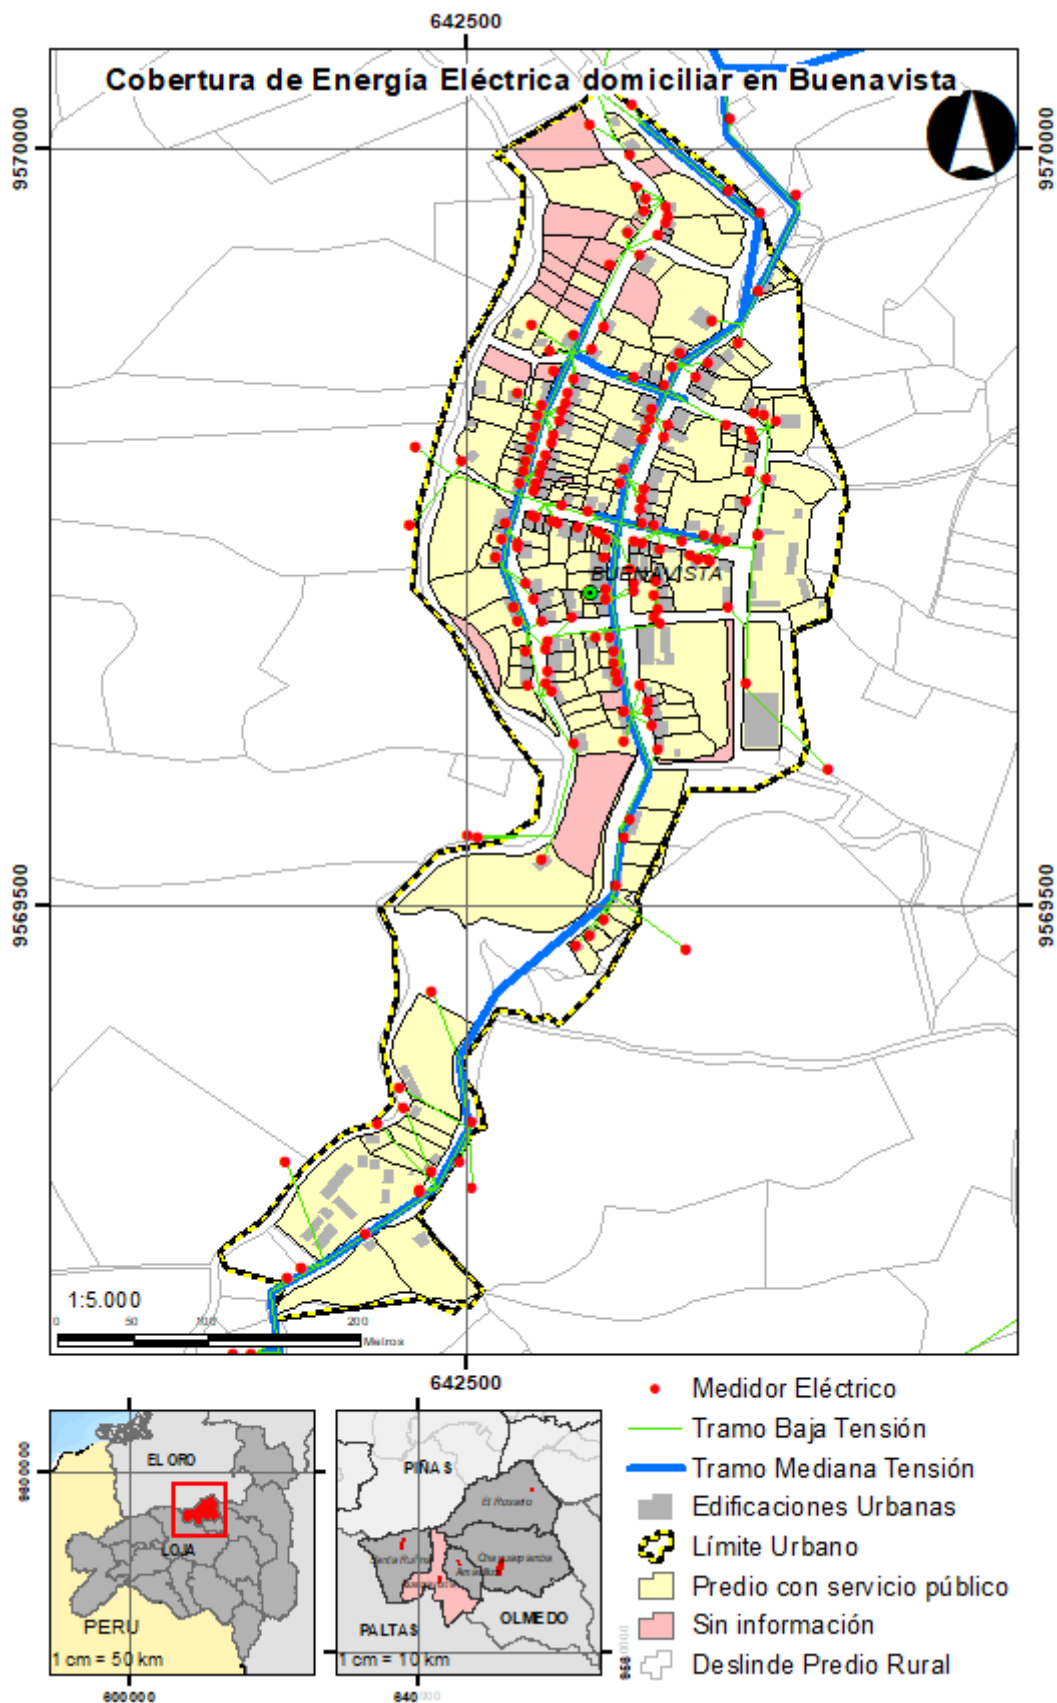 642500
Cobertura de Energía Eléctrica domiciliar en Buenavista
9570000
9570000
BUENAVISTA
9569500
9569500
1:5.000
0 50 100 200
Metros
642500
Medidor Eléctrico
Tramo Baja Tensión
Tramo Mediana Tensión
Edificaciones Urbanas
Límite Urbano
Predio con servicio público
Sin información
Deslinde Predio Rural
EL ORO
LOJA
PERU
1 cm = 50 km
600000
PIÑAS
El Rosario
Santa Rufina
Chaguarpamba
PALTAS
OLMEDO
1 cm = 10 km
640000